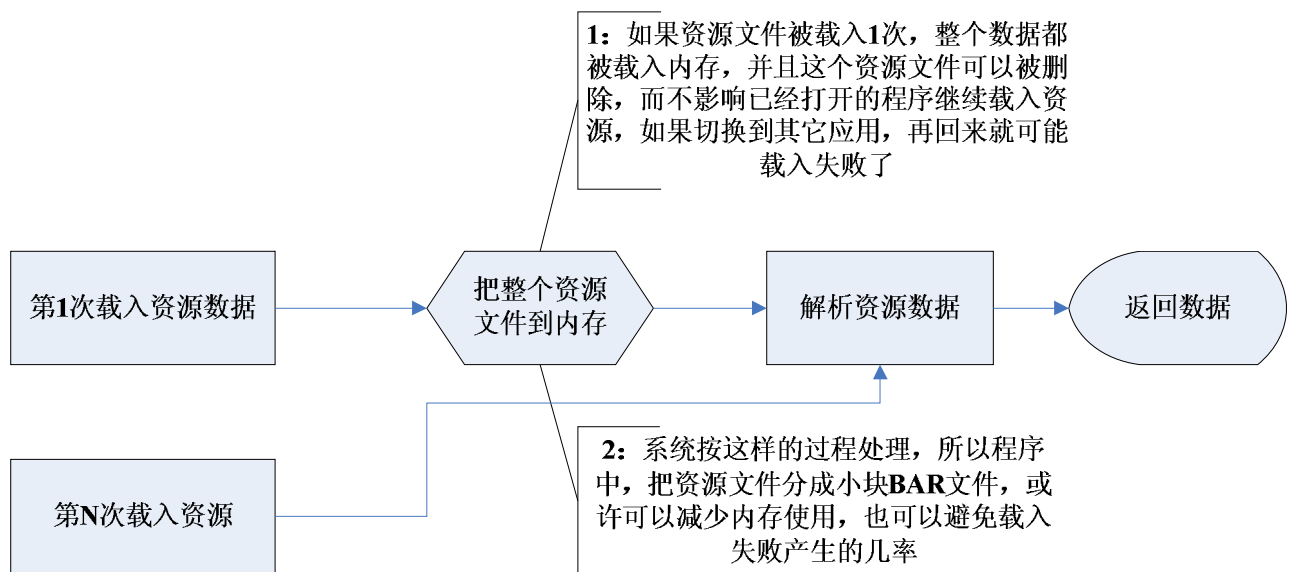 1：如果资源文件被载入1次，整个数据都
被载入内存，并且这个资源文件可以被删
除，而不影响已经打开的程序继续载入资
源，如果切换到其它应用，再回来就可能
载入失败了
第1次载入资源数据
把整个资源
文件到内存
解析资源数据
返回数据
第N次载入资源
2：系统按这样的过程处理，所以程序
中，把资源文件分成小块BAR文件，或
许可以减少内存使用，也可以避免载入
失败产生的几率